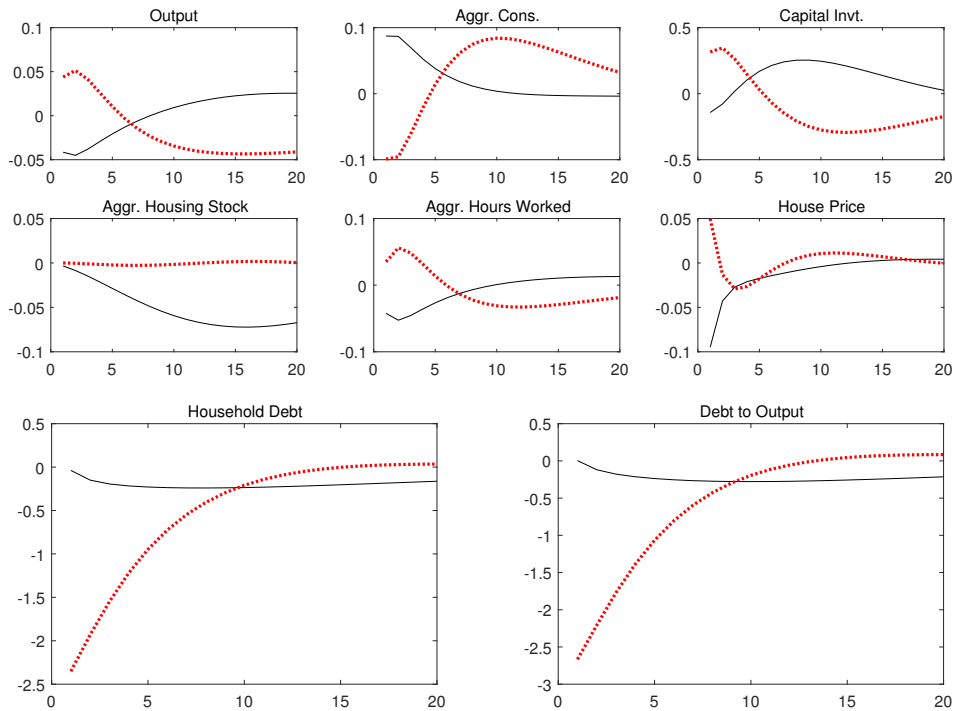 Output
0.1
0.05
0
-0.05
0 5 10 15 20
Aggr. Cons.
0.1
0
-0.1
0 5 10 15 20
Capital Invt.
0.5
0
-0.5
0 5 10 15 20
Aggr. Housing Stock
0.05
0
-0.05
-0.1
0 5 10 15 20
Aggr. Hours Worked
0.1
0
-0.1
0 5 10 15 20
House Price
0.05
0
-0.05
-0.1
0 5 10 15 20
Household Debt
0.5
0
-0.5
-1
-1.5
-2
-2.5
0 5 10 15 20
Debt to Output
0.5
0
-0.5
-1
-1.5
-2
-2.5
-3
0 5 10 15 20